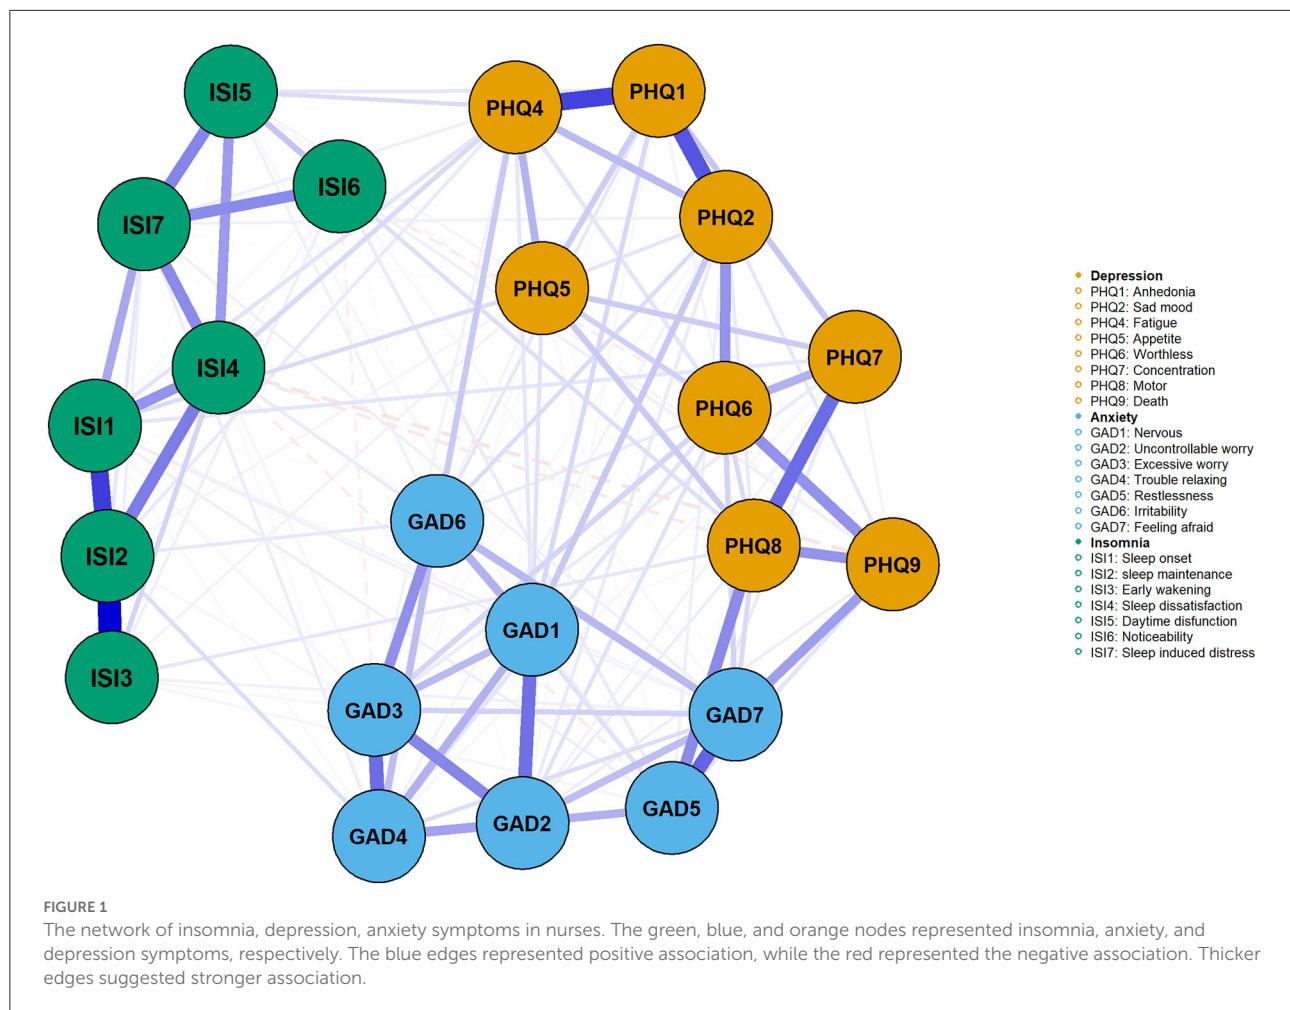 ISI5
PHQ4
PHQ1
ISI6
ISI7
PHQ2
PHQ5
ISI4
PHQ7
PHQ6
ISI1
GAD6
ISI2
PHQ8
PHQ9
GAD1
ISI3
GAD3
GAD7
GAD4
GAD2
GAD5
Depression
PHQ1: Anhedonia
PHQ2: Sad mood
PHQ4: Fatigue
PHQ5: Appetite
PHQ6: Worthless
PHQ7: Concentration
PHQ8: Motor
PHQ9: Death
Anxiety
GAD1: Nervous
GAD2: Uncontrollable worry
GAD3: Excessive worry
GAD4: Trouble relaxing
GAD5: Restlessness
GAD6: Irritability
GAD7: Feeling afraid
Insomnia
ISI1: Sleep onset
ISI2: sleep maintenance
ISI3: Early wakening
ISI4: Sleep dissatisfaction
ISI5: Daytime disfunction
ISI6: Noticeability
ISI7: Sleep induced distress
FIGURE 1
The network of insomnia, depression, anxiety symptoms in nurses. The green, blue, and orange nodes represented insomnia, anxiety, and
depression symptoms, respectively. The blue edges represented positive association, while the red represented the negative association. Thicker
edges suggested stronger association.